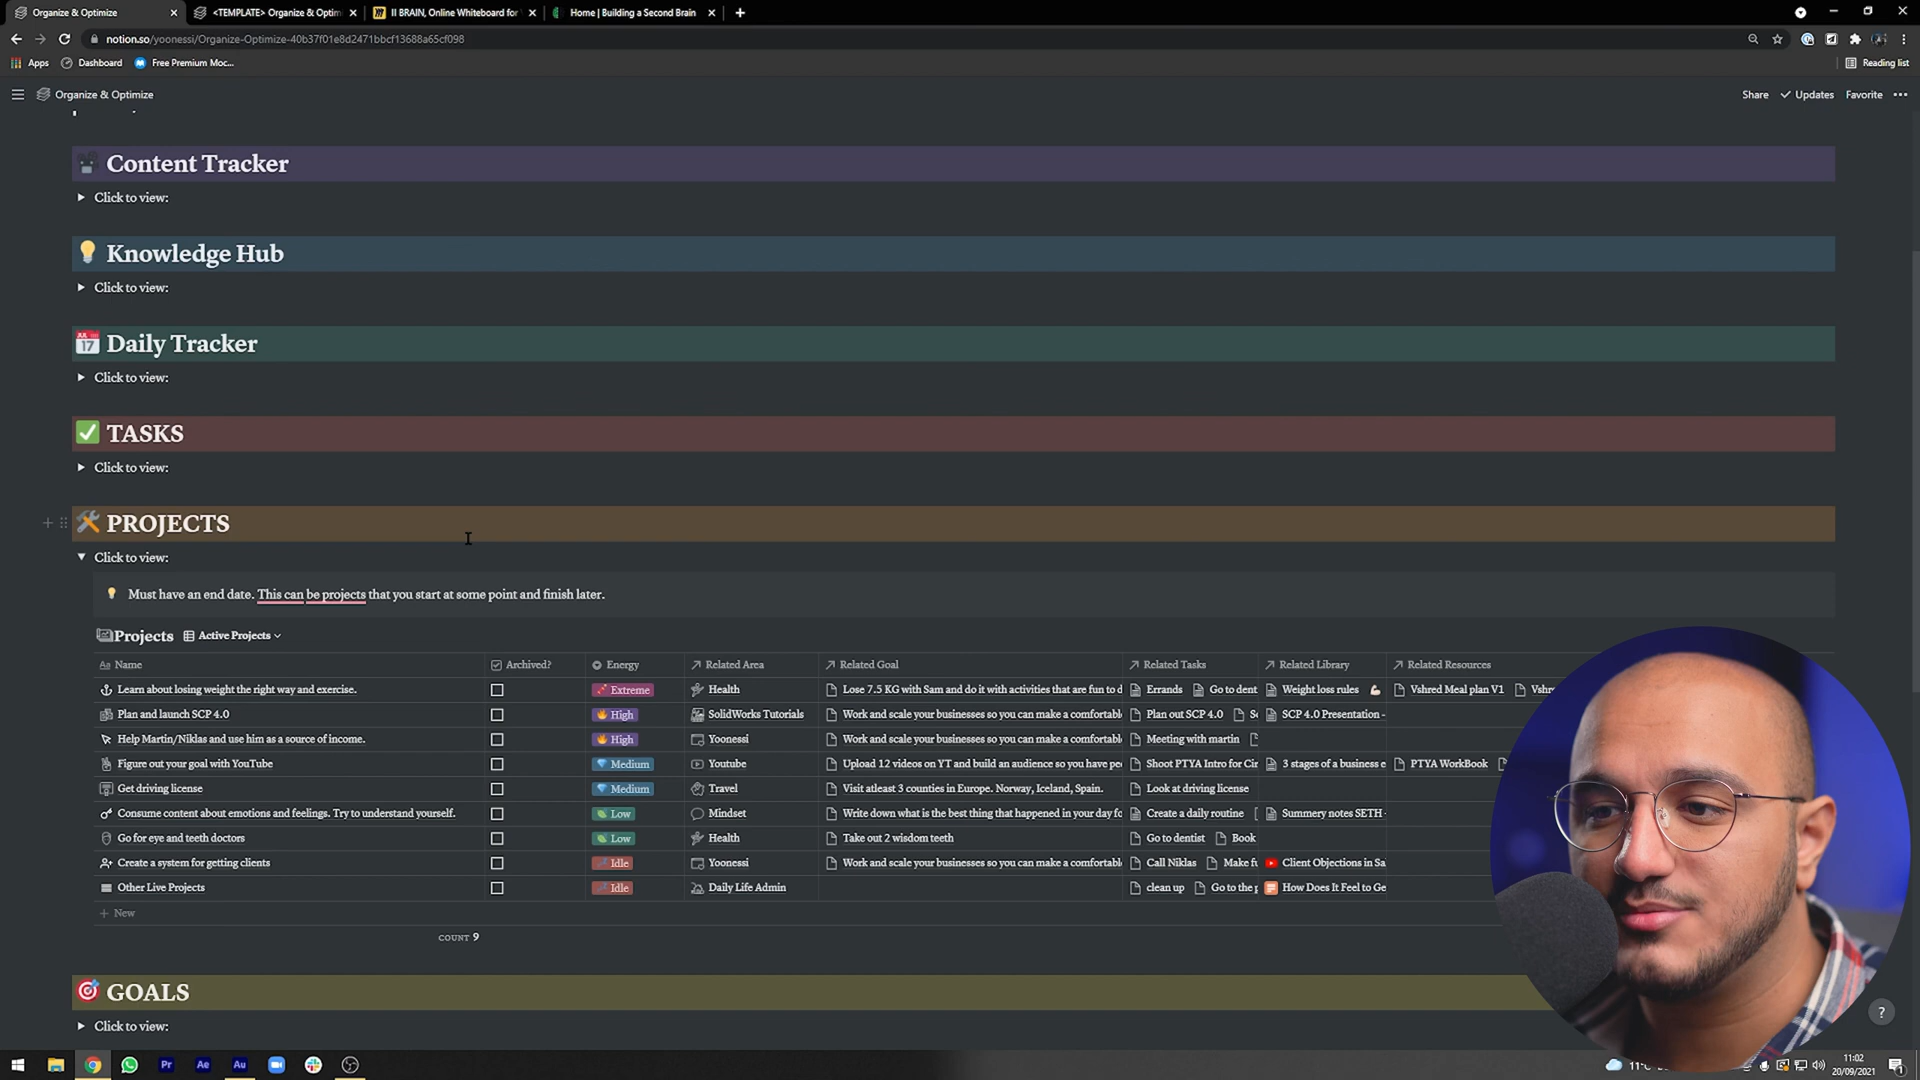 Organize & Optimize
<TEMPLATE> Organize & Optim
II BRAIN, Online Whiteboard for
Home | Building a Second Brain
notion.so/yoonessi/Organize-Optimize-40b37f01e8d2471bbcf13688a65cf098
Apps
Dashboard
Free Premium Moc...
Reading list
Organize & Optimize
Share
Updates
Favorite
Content Tracker
Click to view:
Knowledge Hub
Click to view:
JUL 17 Daily Tracker
Click to view:
TASKS
Click to view:
PROJECTS
Click to view:
Must have an end date. This can be projects that you start at some point and finish later.
Projects Active Projects
Aa Name Archived? Energy Related Area Related Goal Related Tasks Related Library Related Resources
Learn about losing weight the right way and exercise. Extreme Health Lose 7.5 KG with Sam and do it with activities that are fun to d Errands Go to dent Weight loss rules Vshred Meal plan V1
Plan and launch SCP 4.0 High SolidWorks Tutorials Work and scale your businesses so you can make a comfortabl Plan out SCP 4.0 SCP 4.0 Presentation -
Help Martin/Niklas and use him as a source of income. High Yoonessi Work and scale your businesses so you can make a comfortabl Meeting with martin
Figure out your goal with YouTube Medium Youtube Upload 12 videos on YT and build an audience so you have pe Shoot PTYA Intro for Cir 3 stages of a business e PTYA WorkBook
Get driving license Medium Travel Visit atleast 3 counties in Europe. Norway, Iceland, Spain. Look at driving license
Consume content about emotions and feelings. Try to understand yourself. Low Mindset Write down what is the best thing that happened in your day fo Create a daily routine Summery notes SETH
Go for eye and teeth doctors Low Health Take out 2 wisdom teeth Go to dentist Book
Create a system for getting clients Idle Yoonessi Work and scale your businesses so you can make a comfortabl Call Niklas Make fu Client Objections in Sa
Other Live Projects Idle Daily Life Admin clean up Go to the p How Does It Feel to Ge
+ New
COUNT 9
GOALS
Click to view:
?
Pr
Ae
Au
11°
11:02
20/09/2021